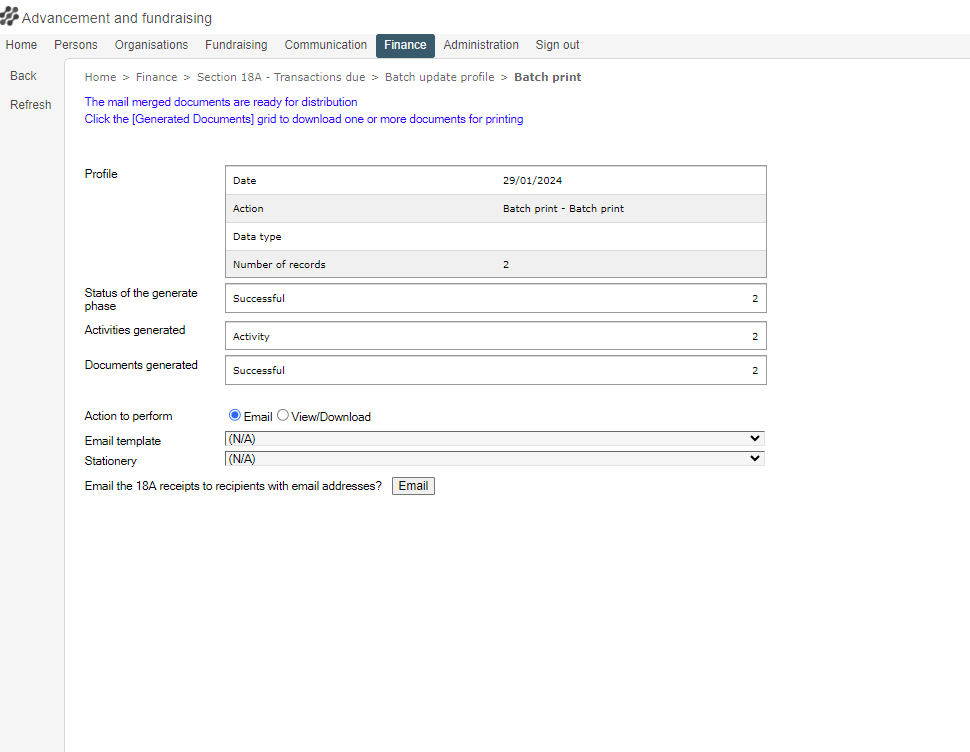 Advancement and fundraising
Home Persons Organisations Fundraising Communication Finance Administration Sign out
Back
Refresh
Home > Finance > Section 18A - Transactions due > Batch update profile > Batch print
The mail merged documents are ready for distribution
Click the [Generated Documents] grid to download one or more documents for printing
Profile
Date 29/01/2024
Action Batch print - Batch print
Data type
Number of records 2
Status of the generate phase
Successful 2
Activities generated
Activity 2
Documents generated
Successful 2
Action to perform Email View/Download
Email template (N/A)
Stationery (N/A)
Email the 18A receipts to recipients with email addresses? Email